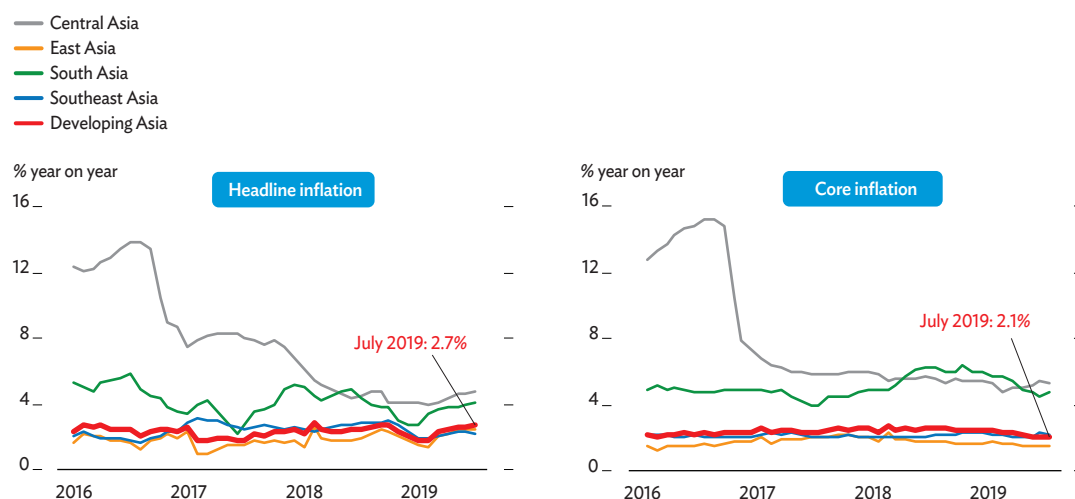 Central Asia
East Asia
South Asia
Southeast Asia
Developing Asia
% year on year
Headline inflation
16
12
8
4
0
July 2019: 2.7%
2016 2017 2018 2019
% year on year
Core inflation
16
12
8
4
0
July 2019: 2.1%
2016 2017 2018 2019